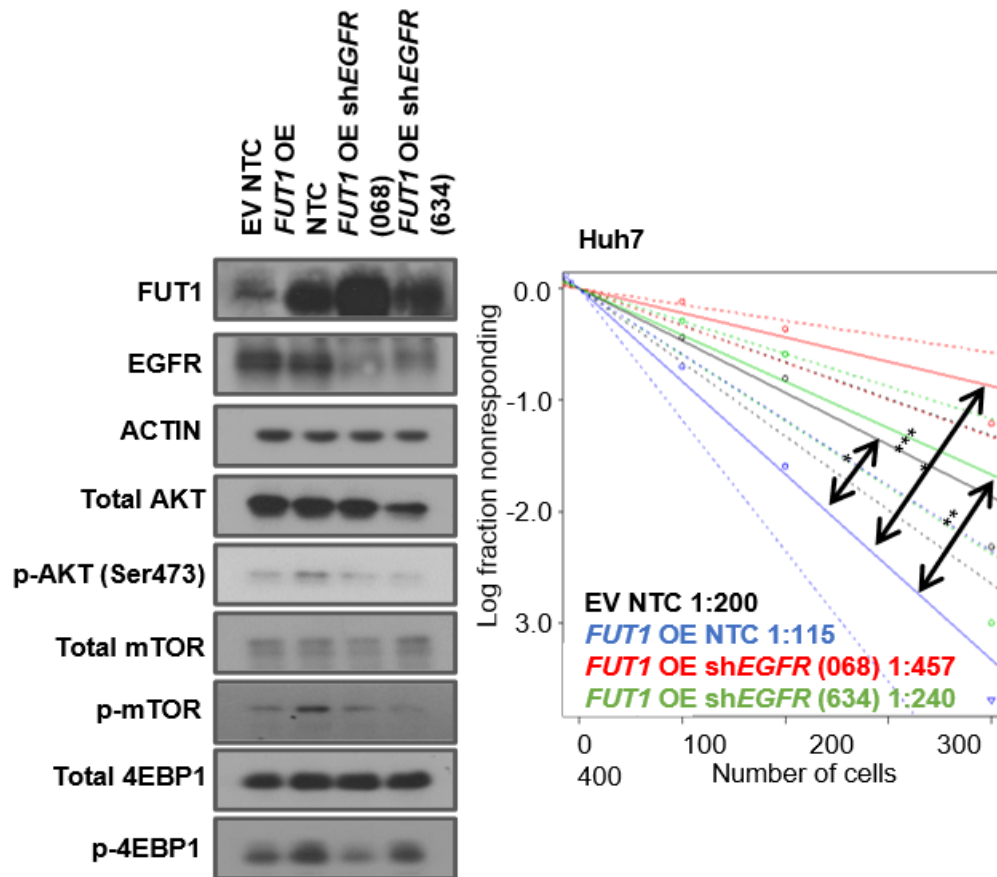 EV NTC
FUT1 OE
NTC
FUT1 OE shEGFR
(068)
FUT1 OE shEGFR
(634)
FUT1
EGFR
ACTIN
Total AKT
p-AKT (Ser473)
Total mTOR
p-mTOR
Total 4EBP1
p-4EBP1
Huh7
Log fraction nonresponding
0.0
-1.0
-2.0
3.0
*
***
*
**
EV NTC 1:200
FUT1 OE NTC 1:115
FUT1 OE shEGFR (068) 1:457
FUT1 OE shEGFR (634) 1:240
0 100 200 300
400
Number of cells